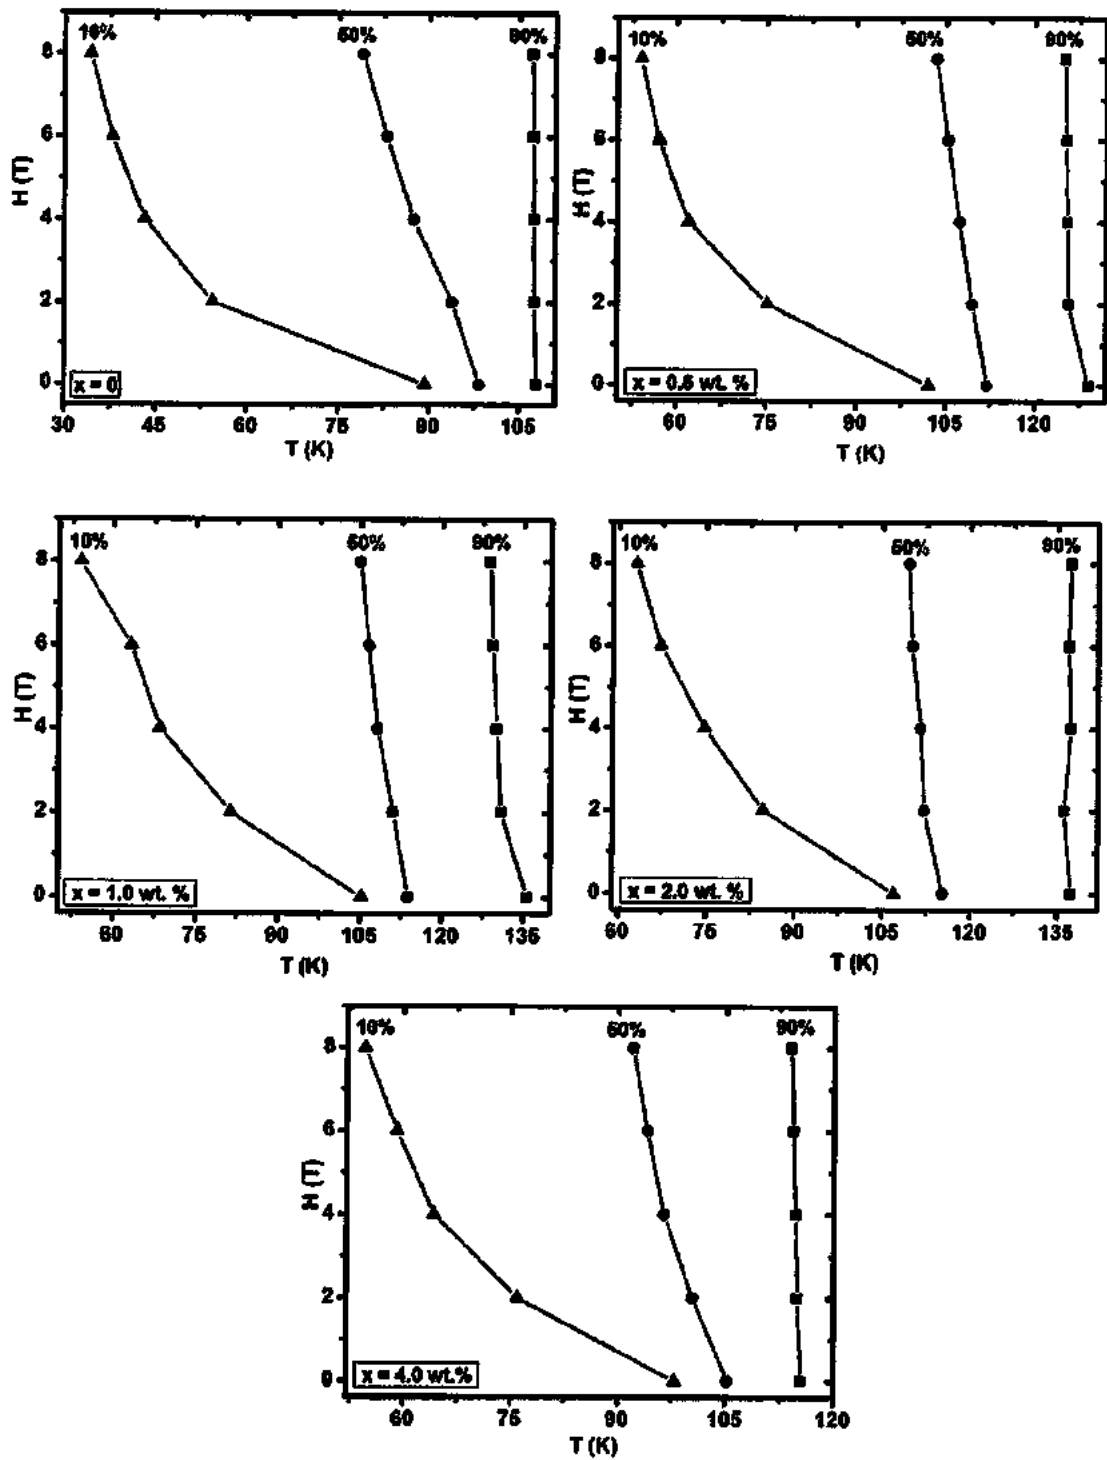 10% 50% 90%
8
6
H (T)
4
2
0
x = 0
30 45 60 75 90 105
T (K)
10% 50% 90%
8
6
H (T)
4
2
0
x = 0.5 wt. %
60 75 90 105 120
T (K)
10% 50% 90%
8
6
H (T)
4
2
0
x = 1.0 wt. %
60 75 90 105 120 135
T (K)
10% 50% 90%
8
6
H (T)
4
2
0
x = 2.0 wt. %
60 75 90 105 120 135
T (K)
10% 50% 90%
8
6
H (T)
4
2
0
x = 4.0 wt.%
60 75 90 105 120
T (K)